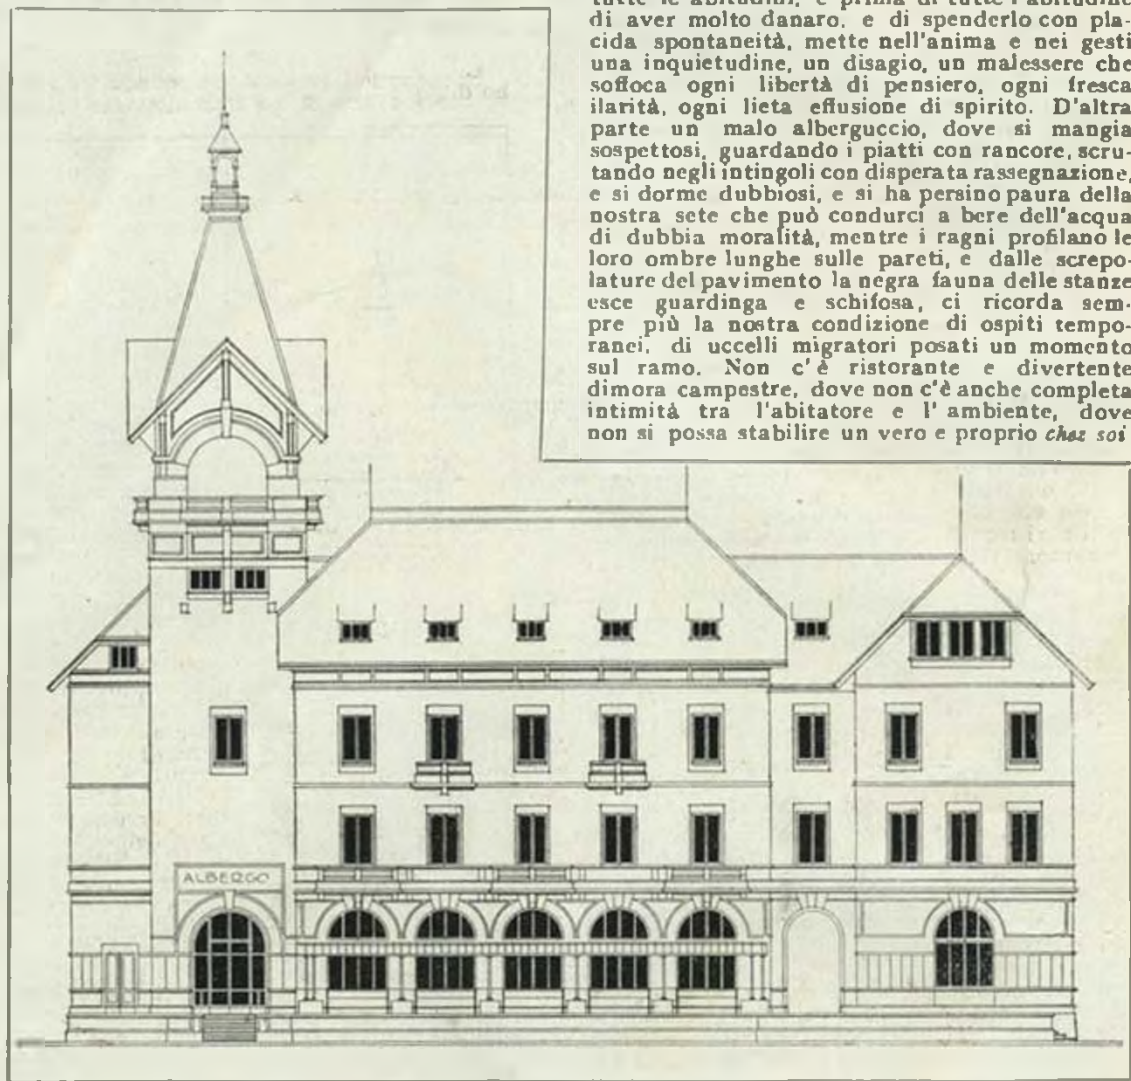 tutte le abitudini, e prima di tutte l'abitudine
di aver molto danaro, e di spenderlo con pla-
cida spontaneità, mette nell'anima e nei gesti
una inquietudine, un disagio, un malessere che
soffoca ogni libertà di pensiero, ogni fresca
ilarità, ogni lieta effusione di spirito. D'altra
parte un malo alberguccio, dove si mangia
sospettosi, guardando i piatti con rancore, scru-
tando negli intingoli con disperata rassegnazione,
e si dorme dubbiosi, e si ha persino paura della
nostra sete che può condurci a bere dell'acqua
di dubbia moralità, mentre i ragni profilano le
loro ombre lunghe sulle pareti, e dalle screpo-
lature del pavimento la negra fauna delle stanze
esce guardinga e schifosa, ci ricorda sem-
pre più la nostra condizione di ospiti tempo-
ranei, di uccelli migratori posati un momento
sul ramo. Non c'è ristorante e divertente
dimora campestre, dove non c'è anche completa
intimità tra l'abitatore e l'ambiente, dove
non si possa stabilire un vero e proprio chez soi
ALBERGO